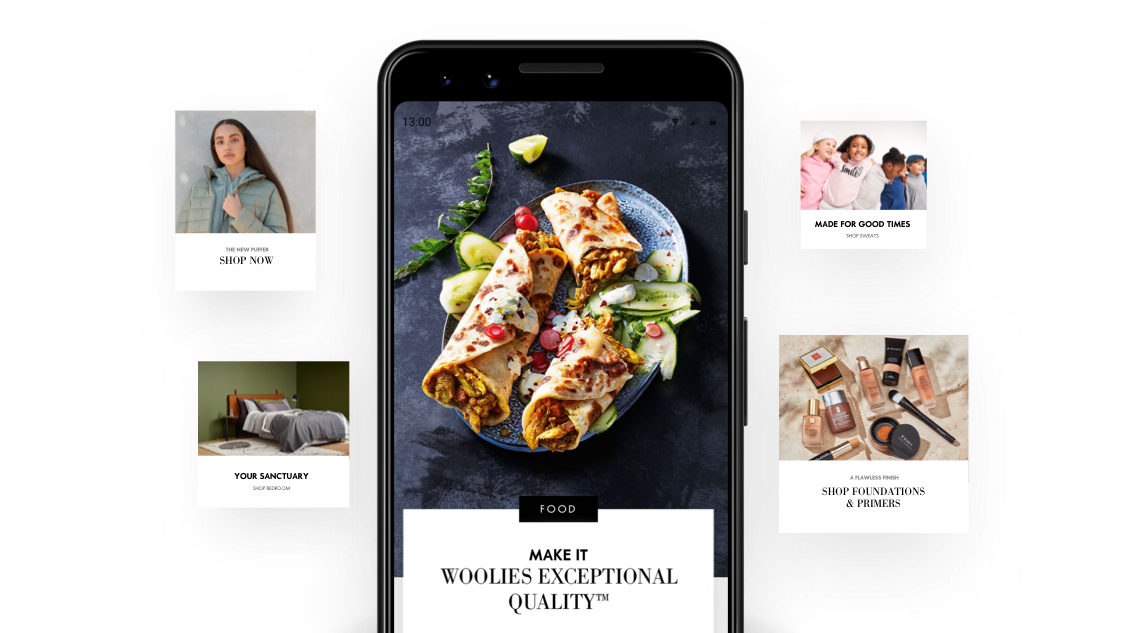 13:00
THE NEW PUFFER
SHOP NOW
Smile
MADE FOR GOOD TIMES
SHOP SWEATS
YOUR SANCTUARY
SHOP BEDROOM
A FLAWLESS FINISH
SHOP FOUNDATIONS
& PRIMERS
FOOD
MAKE IT
WOOLIES EXCEPTIONAL
QUALITY™